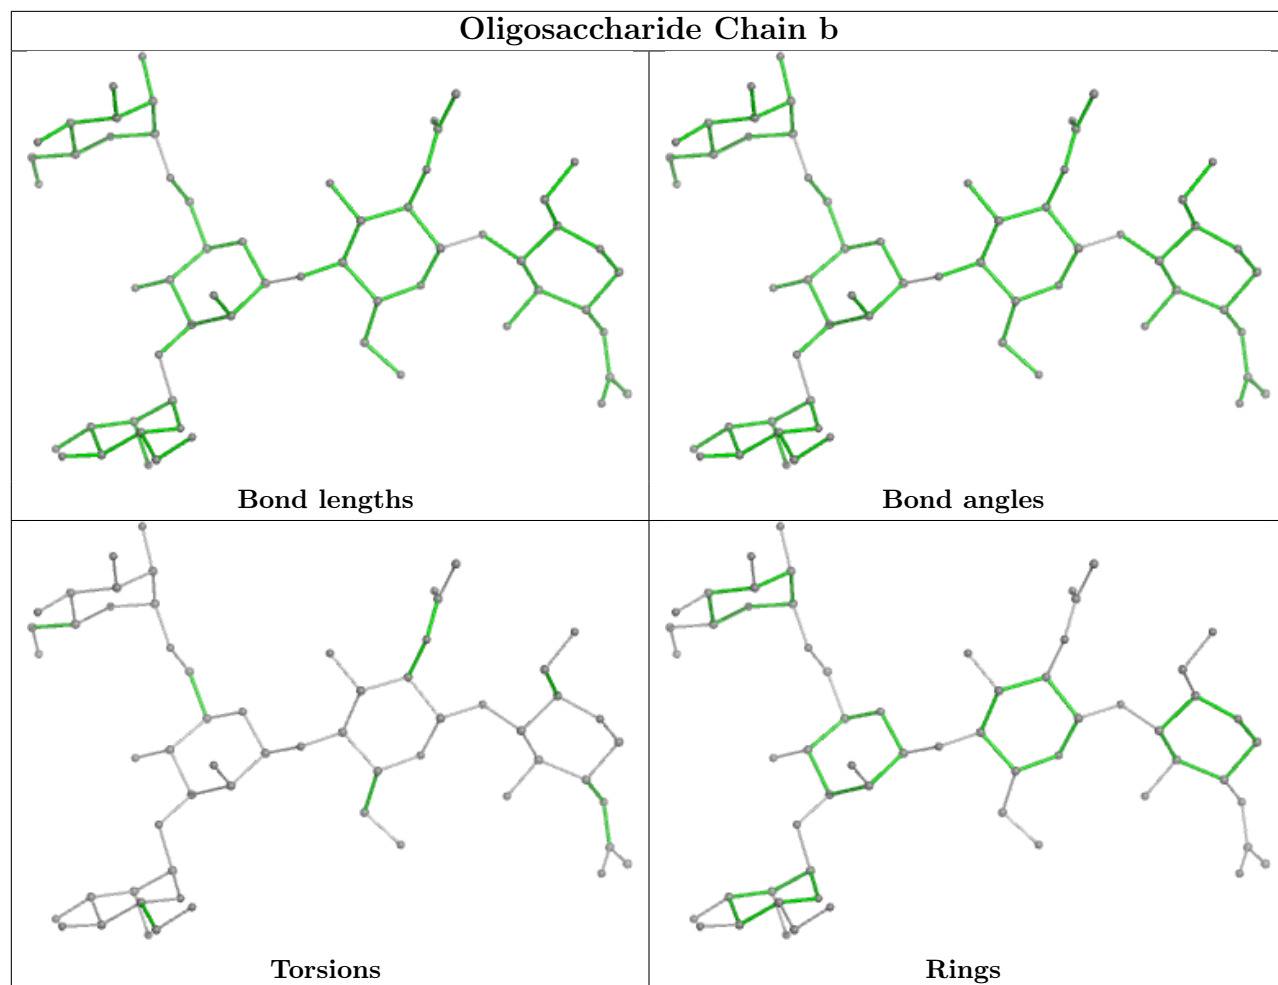 Oligosaccharide Chain b
Bond lengths
Bond angles
Torsions
Rings